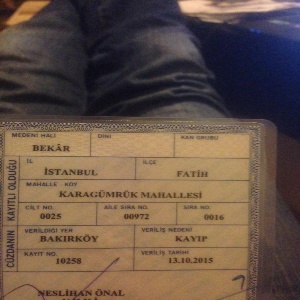 MEDENİ HALİ DİNİ KAN GRUBU
BEKÂR
İL İLÇE
İSTANBUL FATİH
MAHALLE - KÖY
KARAGÜMRÜK MAHALLESİ
CİLT NO. AİLE SIRA NO. SIRA NO.
0025 00972 0016
VERİLDİĞİ YER VERİLİŞ NEDENİ
BAKIRKÖY KAYIP
KAYIT NO. VERİLİŞ TARİHİ
10258 13.10.2015
NESLİHAN ÖNAL
CÜZDANIN KAYITLI OLDUĞU